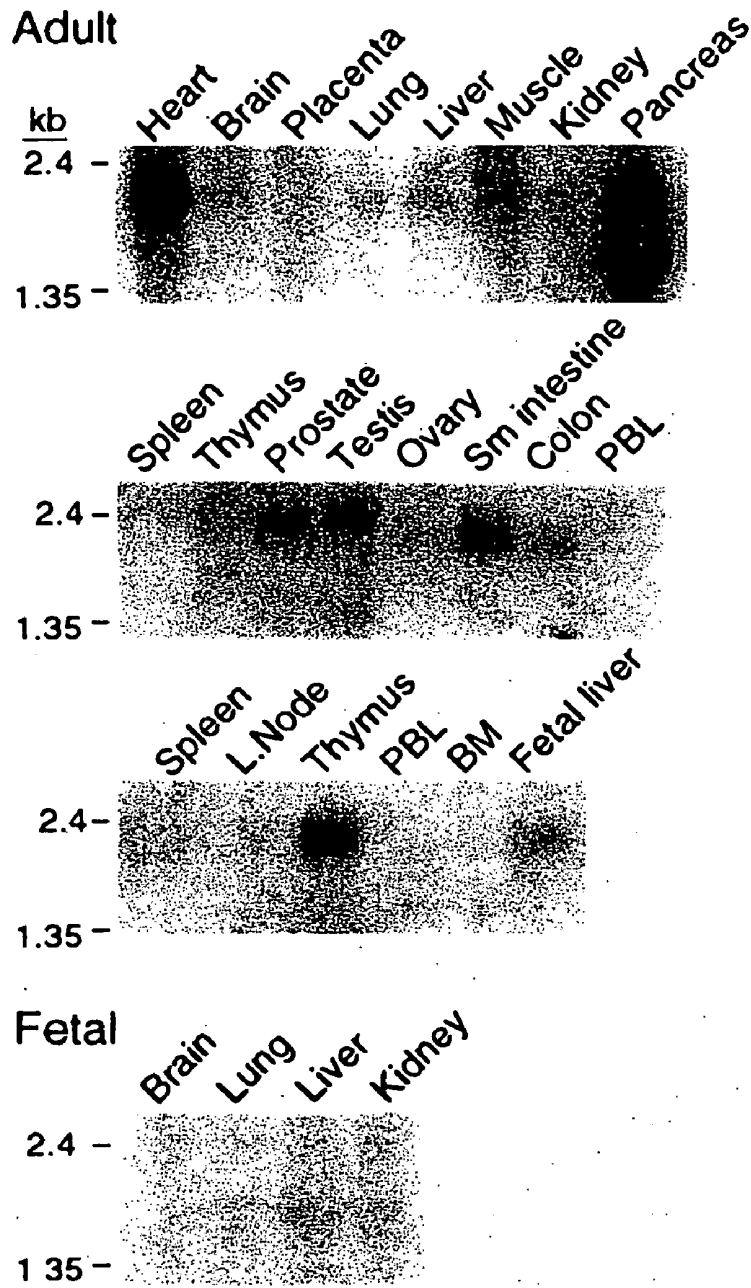 Adult
Heart Brain Placenta Lung Liver Muscle Kidney Pancreas
kb
2.4
1.35
Spleen Thymus Prostate Testis Ovary Sm intestine Colon PBL
2.4
1.35
Spleen L.Node Thymus PBL BM Fetal liver
2.4
1.35
Fetal
Brain Lung Liver Kidney
2.4
1 35